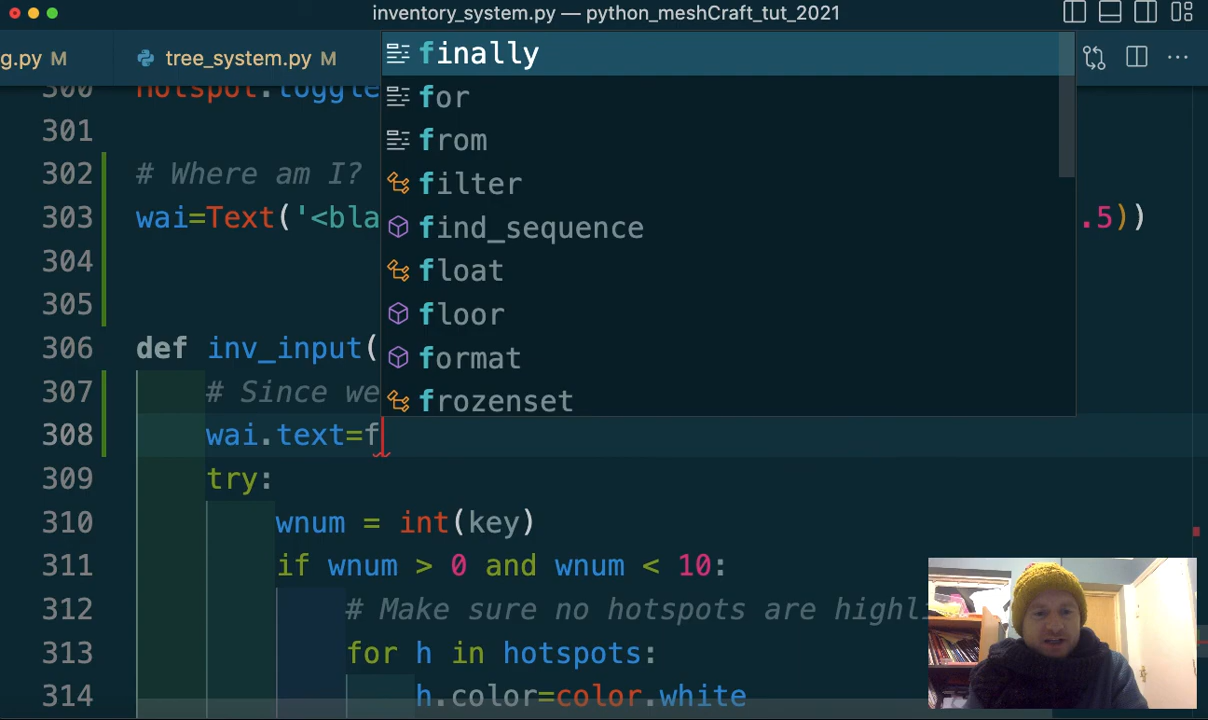 inventory_system.py — python_meshCraft_tut_2021
g.py M
tree_system.py M
finally
for
from
filter
find_sequence
float
floor
format
frozenset
300 hotspot.toggle
301
302 # Where am I?
303 wai=Text('<bla .5))
304
305
306 def inv_input(
307 # Since we
308 wai.text=f
309 try:
310 wnum = int(key)
311 if wnum > 0 and wnum < 10:
312 # Make sure no hotspots are highli
313 for h in hotspots:
314 h.color=color.white